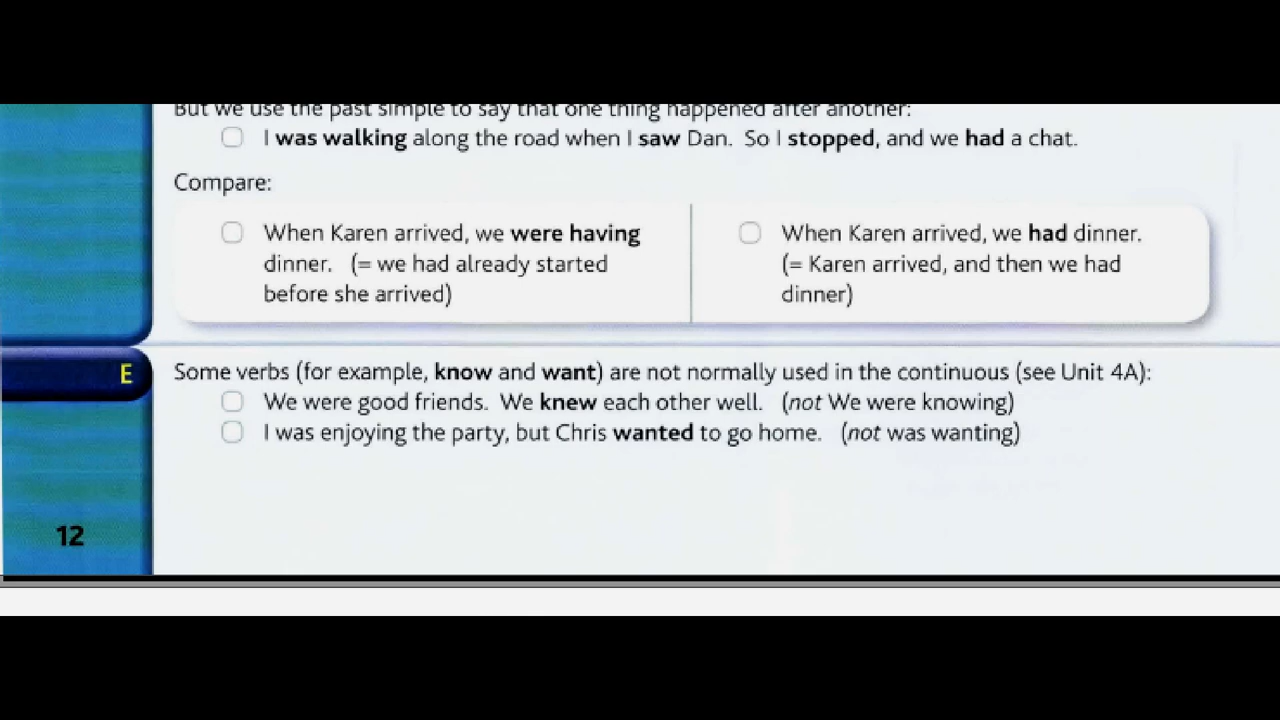 But we use the past simple to say that one thing happened after another:
I was walking along the road when I saw Dan. So I stopped, and we had a chat.
Compare:
When Karen arrived, we were having
dinner. (= we had already started
before she arrived)
When Karen arrived, we had dinner.
(= Karen arrived, and then we had
dinner)
E
Some verbs (for example, know and want) are not normally used in the continuous (see Unit 4A):
We were good friends. We knew each other well. (not We were knowing)
I was enjoying the party, but Chris wanted to go home. (not was wanting)
12